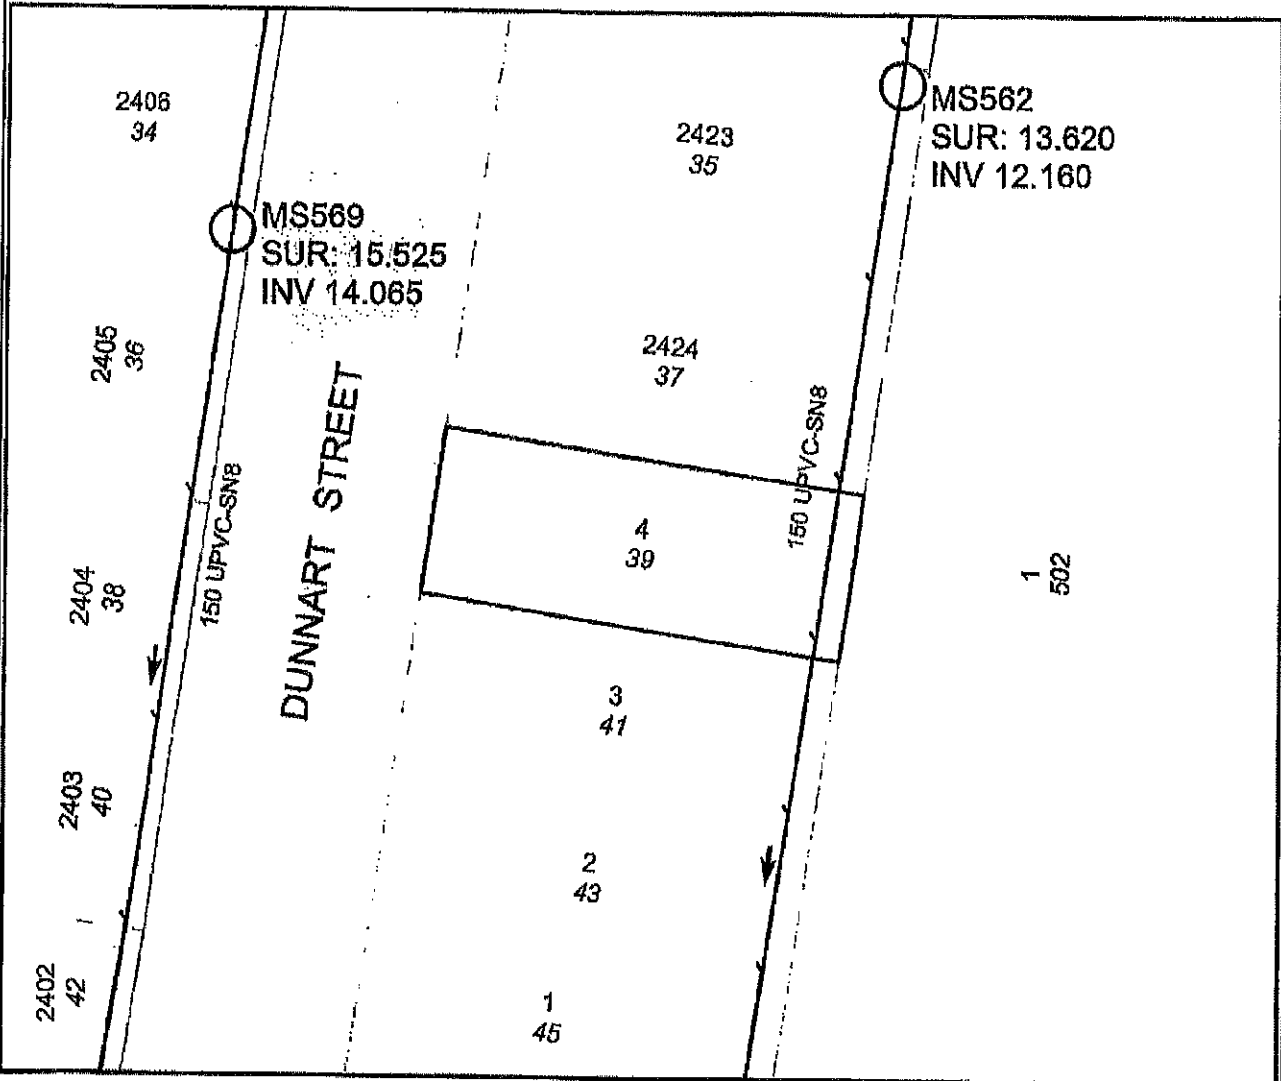 2406
34
MS569
SUR: 15.525
INV 14.065
2405
36
150 UPVC-SN8
2404
38
2403
40
2402
42
DUNNART STREET
2423
35
2424
37
4
39
3
41
2
43
1
45
MS562
SUR: 13.620
INV 12.160
150 UPVC-SN8
1
502